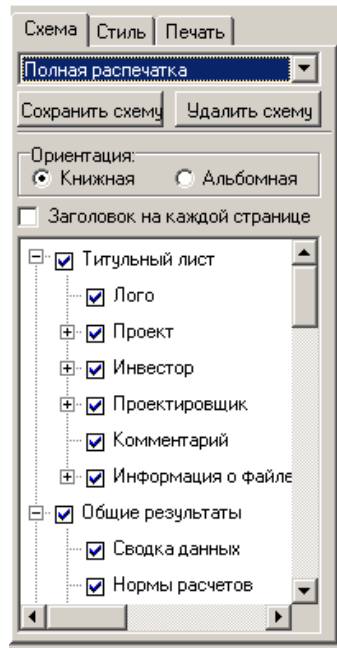 Схема Стиль Печать
Полная распечатка
Сохранить схему Удалить схему
Ориентация:
Книжная Альбомная
Заголовок на каждой странице
Титульный лист
Лого
Проект
Инвестор
Проектировщик
Комментарий
Информация о файле
Общие результаты
Сводка данных
Нормы расчетов